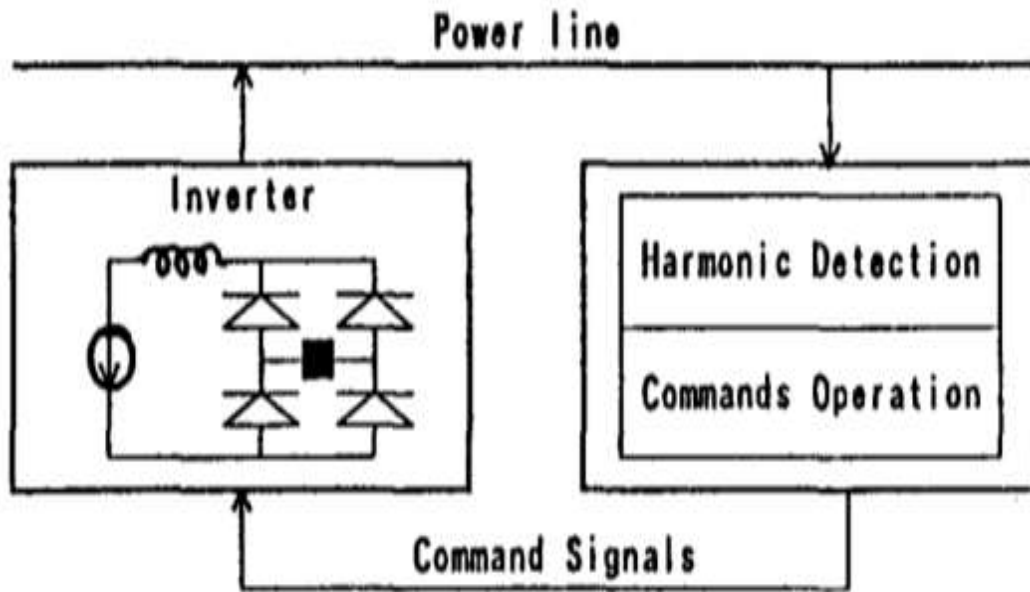 Power line
Inverter
Harmonic Detection
Commands Operation
Command Signals